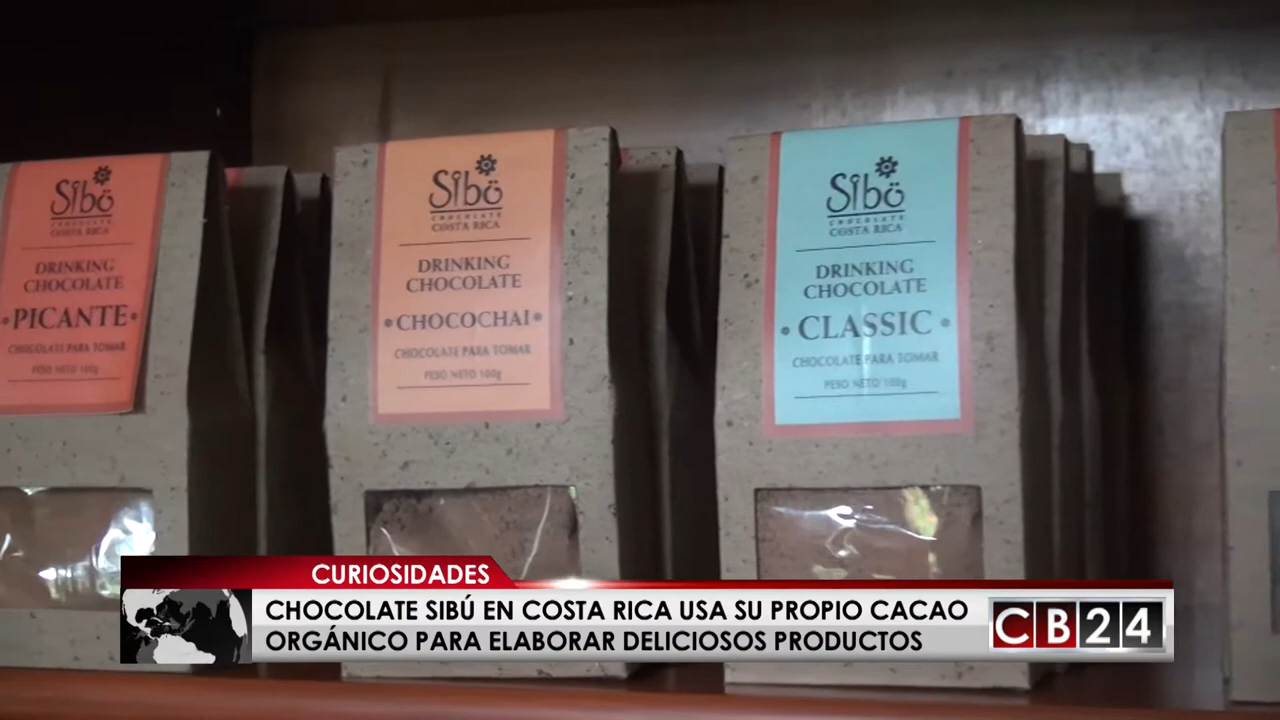 Sibö
CHOCOLATE
COSTA RICA
DRINKING
CHOCOLATE
•PICANTE•
CHOCOLATE PARA TOMAR
PESO NETO 100g
Sibö
CHOCOLATE
COSTA RICA
DRINKING
CHOCOLATE
•CHOCOCHAI•
CHOCOLATE PARA TOMAR
PESO NETO 100g
Sibö
CHOCOLATE
COSTA RICA
DRINKING
CHOCOLATE
• CLASSIC •
CHOCOLATE PARA TOMAR
PESO NETO 100g
CURIOSIDADES
CHOCOLATE SIBÚ EN COSTA RICA USA SU PROPIO CACAO
ORGÁNICO PARA ELABORAR DELICIOSOS PRODUCTOS
CB24